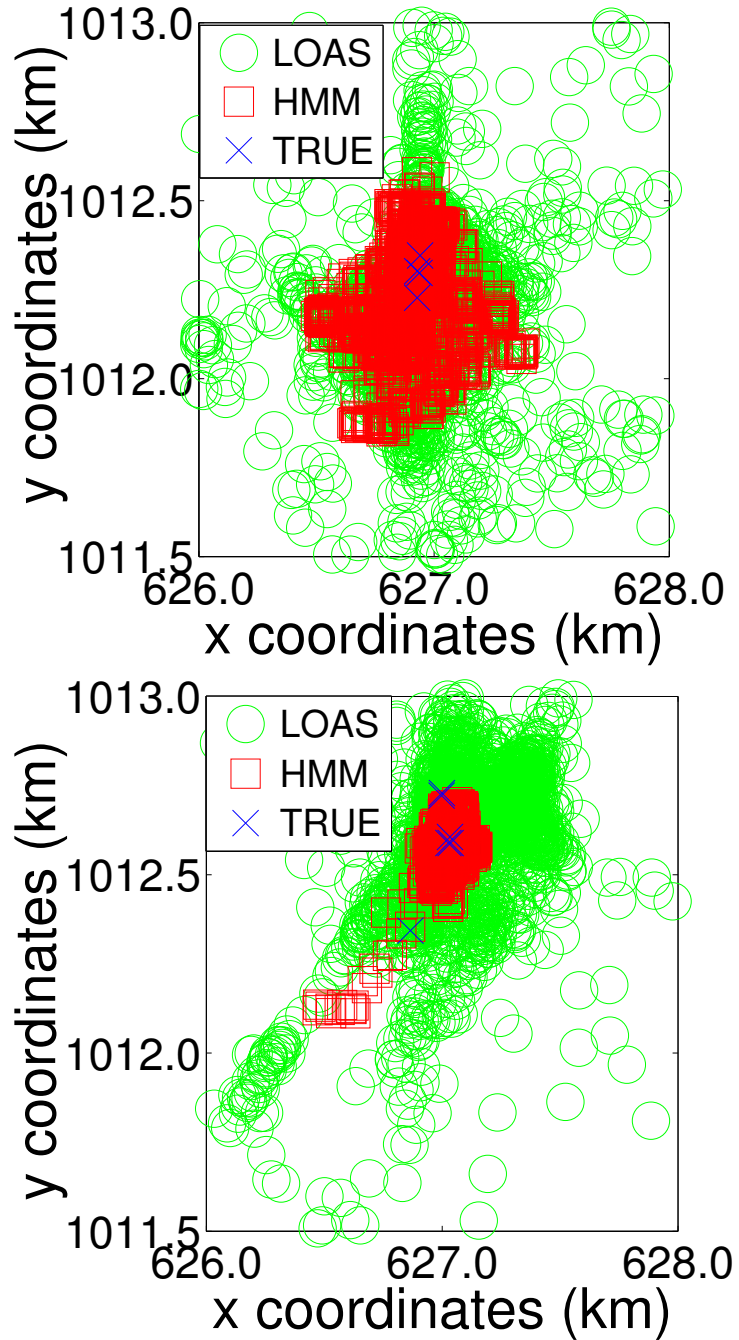 1013.0
LOAS
HMM
TRUE
1012.5
1012.0
1011.5
626.0 627.0 628.0
x coordinates (km)
y coordinates (km)
1013.0
LOAS
HMM
TRUE
1012.5
1012.0
1011.5
626.0 627.0 628.0
x coordinates (km)
y coordinates (km)